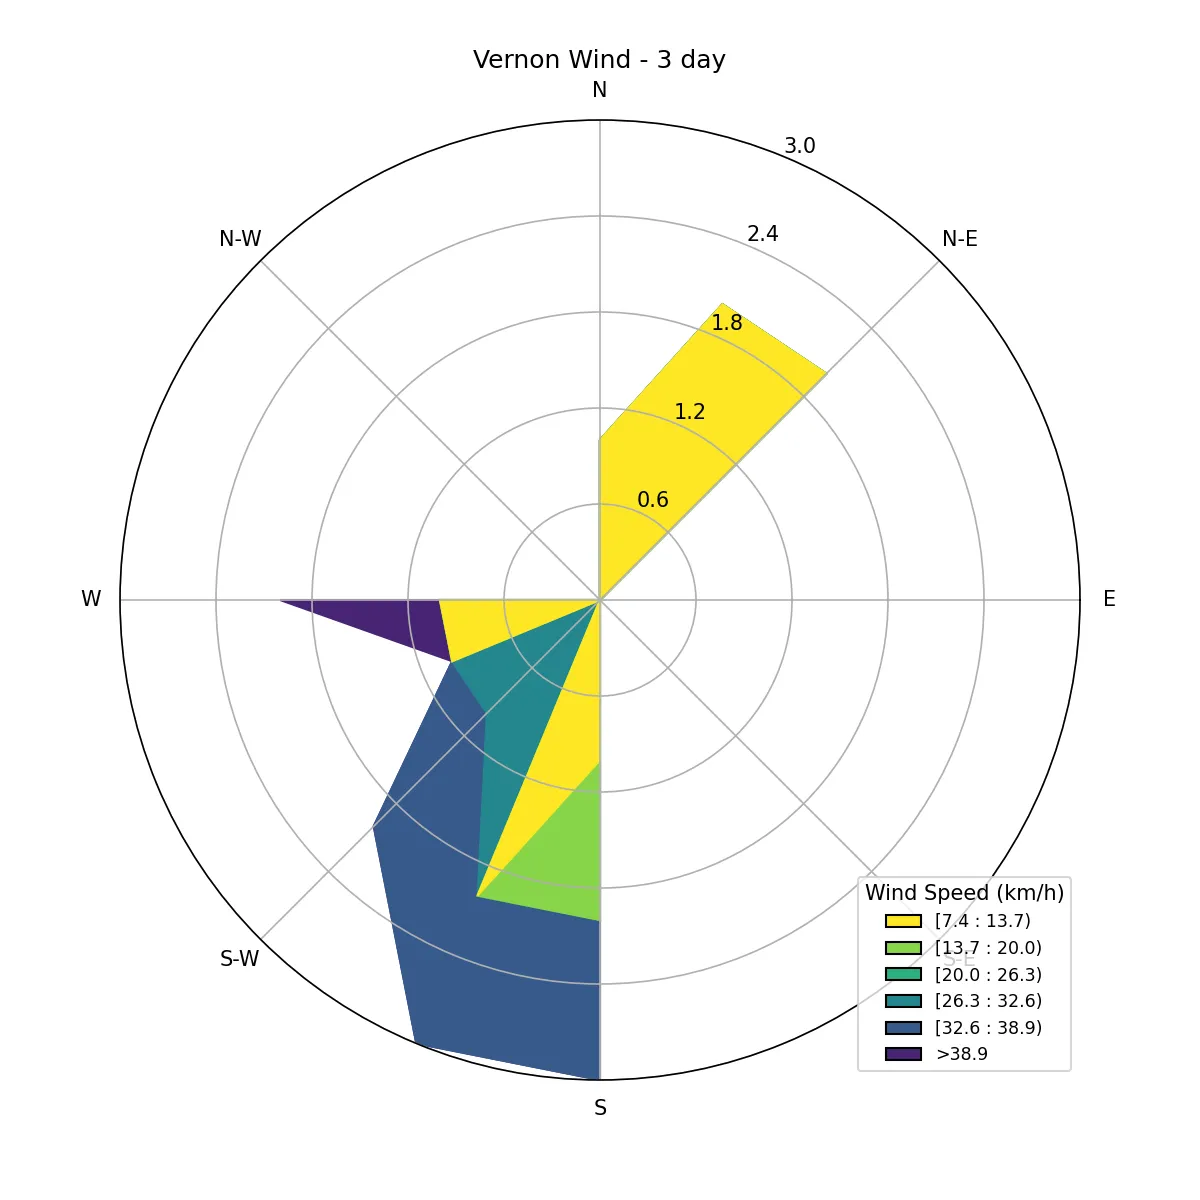 Vernon Wind - 3 day
N
3.0
N-W
2.4
N-E
1.8
1.2
0.6
W
E
Wind Speed (km/h)
[7.4 : 13.7)
[13.7 : 20.0)
S-W
S-E
[20.0 : 26.3)
[26.3 : 32.6)
[32.6 : 38.9)
>38.9
S